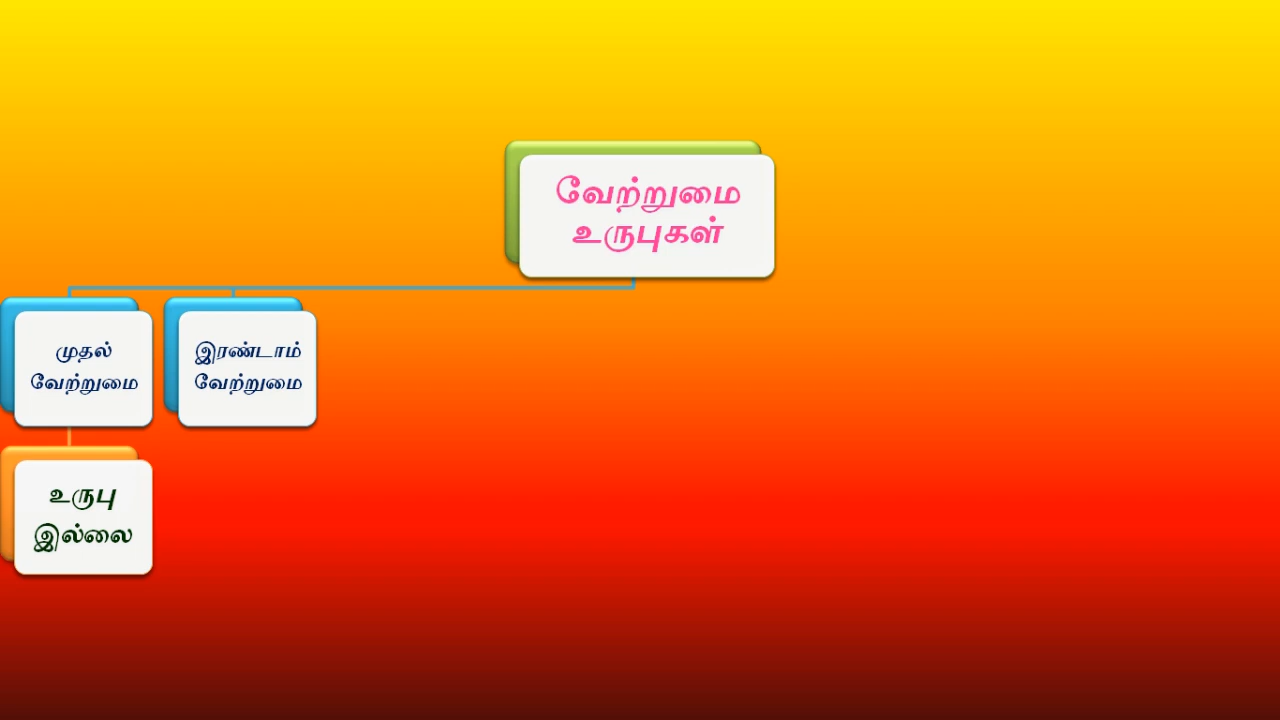 வேற்றுமை
உருபுகள்
முதல்
வேற்றுமை
இரண்டாம்
வேற்றுமை
உருபு
இல்லை